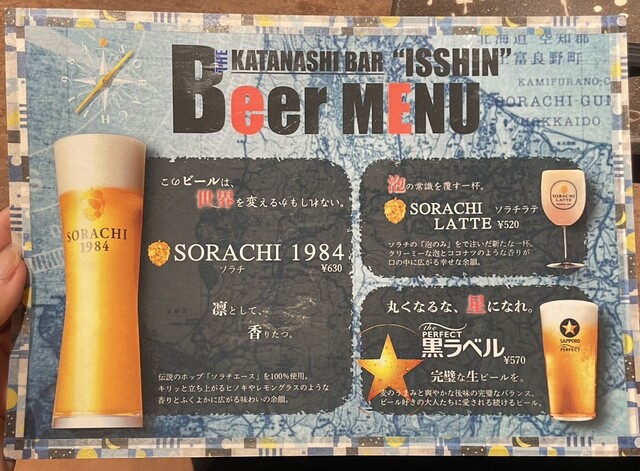 THE KATANASHI BAR "ISSHIN"
Beer MENU
北海道 空知郡
富良野町
KAMIFURANO-C
SORACHI-GUN
HOKKAIDO
SORACHI
1984
このビールは、
世界を変えるかもしれない。
SORACHI 1984
ソラチ ¥630
凛として、
香りたつ。
伝説のホップ「ソラチエース」を100%使用。
キリッと立ち上がるヒノキやレモングラスのような
香りとふくよかに広がる味わいの余韻。
泡の常識を覆す一杯。
SORACHI ソラチラテ
LATTE ¥520
ソラチの「泡のみ」をで注いだ新たな一杯。
クリーミーな泡とココナツのような香りが
口の中に広がる幸せな余韻。
SORACHI
LATTE
丸くなるな、星になれ。
the
PERFECT
黒ラベル ¥570
完璧な生ビールを。
麦のうまみと爽やかな後味の完璧なバランス。
ビール好きの大人たちに愛される続けるビール。
SAPPORO
PERFECT